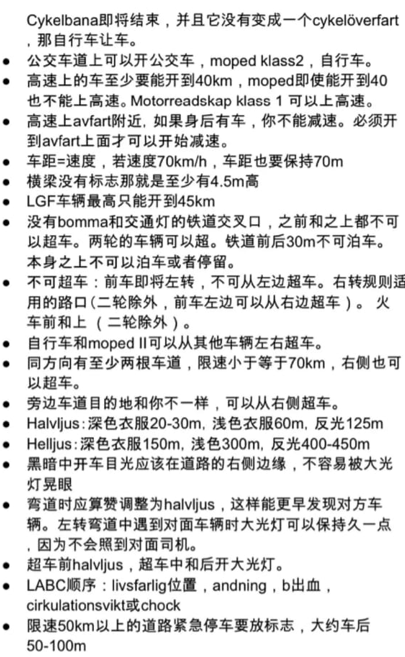 Cykelbana即将结束，并且它没有变成一个cykelöverfart
，那自行车让车。
● 公交车道上可以开公交车，moped klass2，自行车。
● 高速上的车至少要能开到40km，moped即使能开到40
也不能上高速。Motorreadskap klass 1 可以上高速。
● 高速上avfart附近, 如果身后有车，你不能减速。必须开
到avfart上面才可以开始减速。
● 车距=速度，若速度70km/h，车距也要保持70m
● 横梁没有标志那就是至少有4.5m高
● LGF车辆最高只能开到45km
● 没有bomma和交通灯的铁道交叉口，之前和之上都不可
以超车。两轮的车辆可以超。铁道前后30m不可泊车。
本身之上不可以泊车或者停留。
● 不可超车：前车即将左转，不可从左边超车。右转规则适
用的路口(二轮除外，前车左边可以从右边超车）。 火
车前和上 （二轮除外）。
● 自行车和moped II可以从其他车辆左右超车。
● 同方向有至少两根车道，限速小于等于70km，右侧也可
以超车。
● 旁边车道目的地和你不一样，可以从右侧超车。
● Halvljus:深色衣服20-30m, 浅色衣服60m, 反光125m
● Helljus:深色衣服150m, 浅色300m, 反光400-450m
● 黑暗中开车目光应该在道路的右侧边缘，不容易被大光
灯晃眼
● 弯道时应算赞调整为halvljus，这样能更早发现对方车
辆。左转弯道中遇到对面车辆时大光灯可以保持久一点
, 因为不会照到对面司机。
● 超车前halvljus，超车中和后开大光灯。
● LABC顺序：livsfarlig位置，andning，b出血，
cirkulationsvikt或chock
● 限速50km以上的道路紧急停车要放标志，大约车后
50-100m